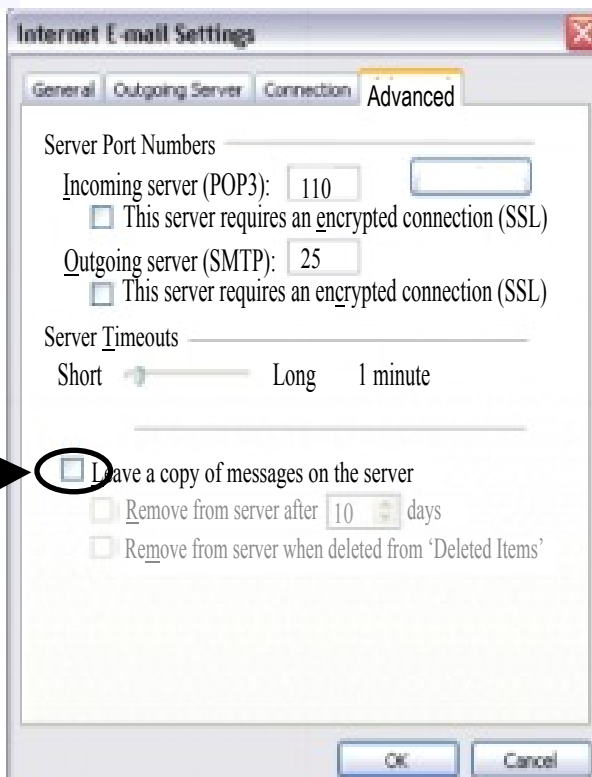 Internet E-mail Settings
General Outgoing Server Connection Advanced
Server Port Numbers
Incoming server (POP3): 110
This server requires an encrypted connection (SSL)
Outgoing server (SMTP): 25
This server requires an encrypted connection (SSL)
Server Timeouts
Short Long 1 minute
Leave a copy of messages on the server
Remove from server after 10 days
Remove from server when deleted from ‘Deleted Items’
OK Cancel